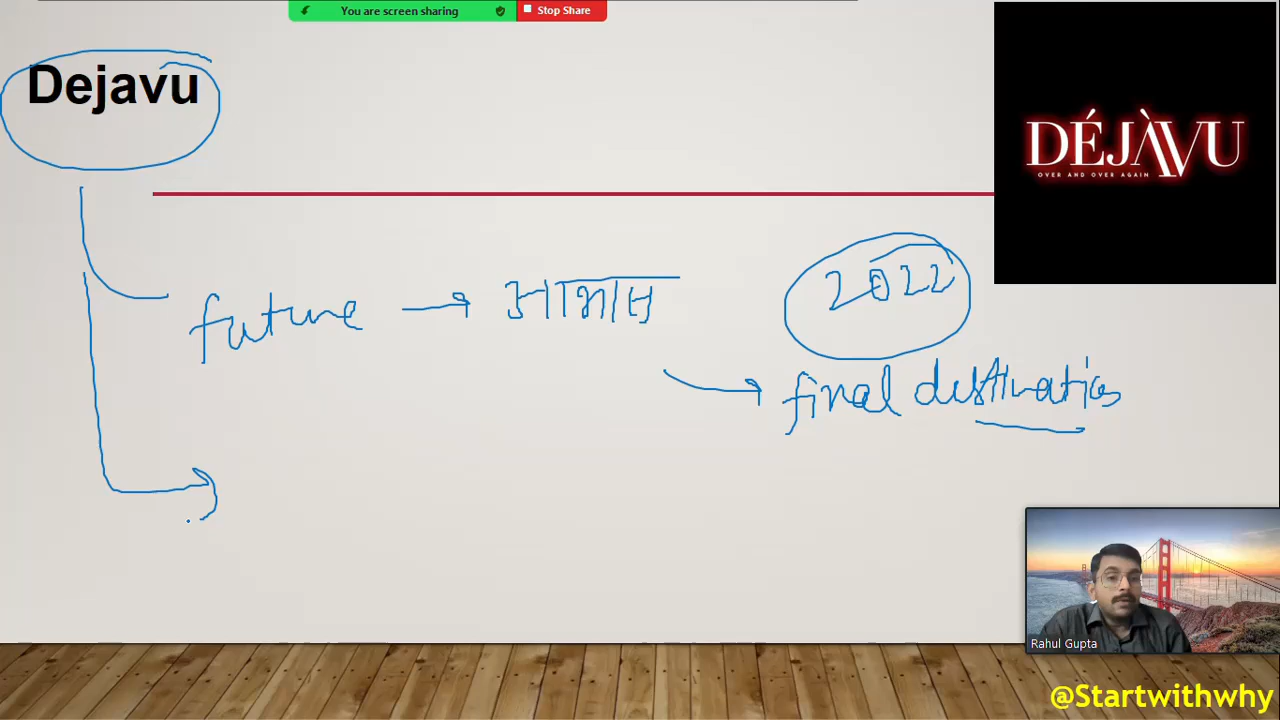 You are screen sharing Stop Share
Dejavu
DÉJÀVU
OVER AND OVER AGAIN
2022
future → आभास
final destination
Rahul Gupta
@Startwithwhy